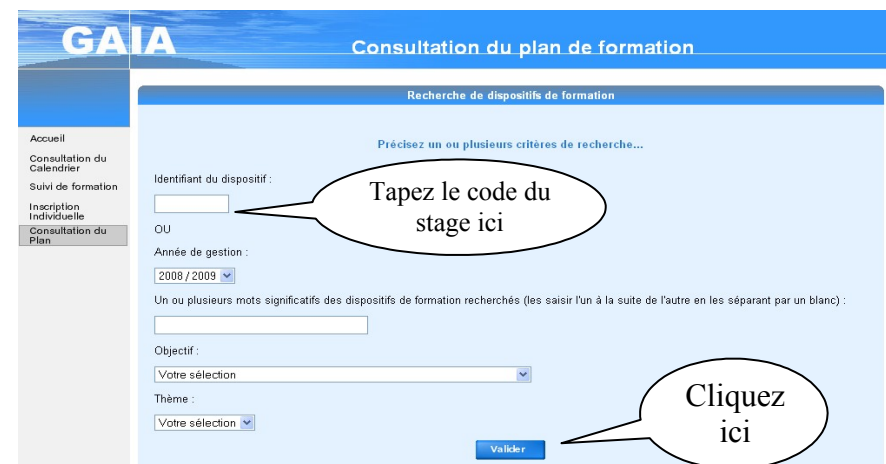 GAIA
Consultation du plan de formation
Recherche de dispositifs de formation
Accueil
Consultation du
Calendrier
Suivi de formation
Inscription
Individuelle
Consultation du
Plan
Précisez un ou plusieurs critères de recherche...
Identifiant du dispositif :
Tapez le code du
stage ici
OU
Année de gestion :
2008 / 2009
Un ou plusieurs mots significatifs des dispositifs de formation recherchés (les saisir l'un à la suite de l'autre en les séparant par un blanc) :
Objectif :
Votre sélection
Thème :
Votre sélection
Cliquez
ici
Valider